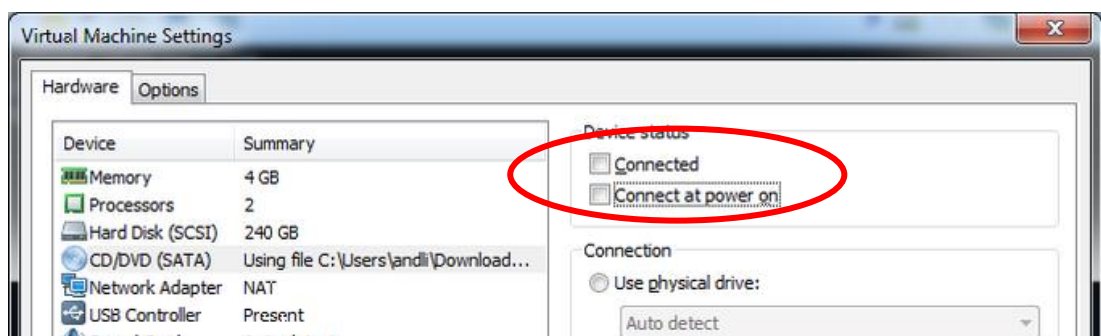 Virtual Machine Settings
Hardware Options
Device Summary
Memory 4 GB
Processors 2
Hard Disk (SCSI) 240 GB
CD/DVD (SATA) Using file C:\Users\andli\Download...
Network Adapter NAT
USB Controller Present
Device status
Connected
Connect at power on
Connection
Use physical drive:
Auto detect